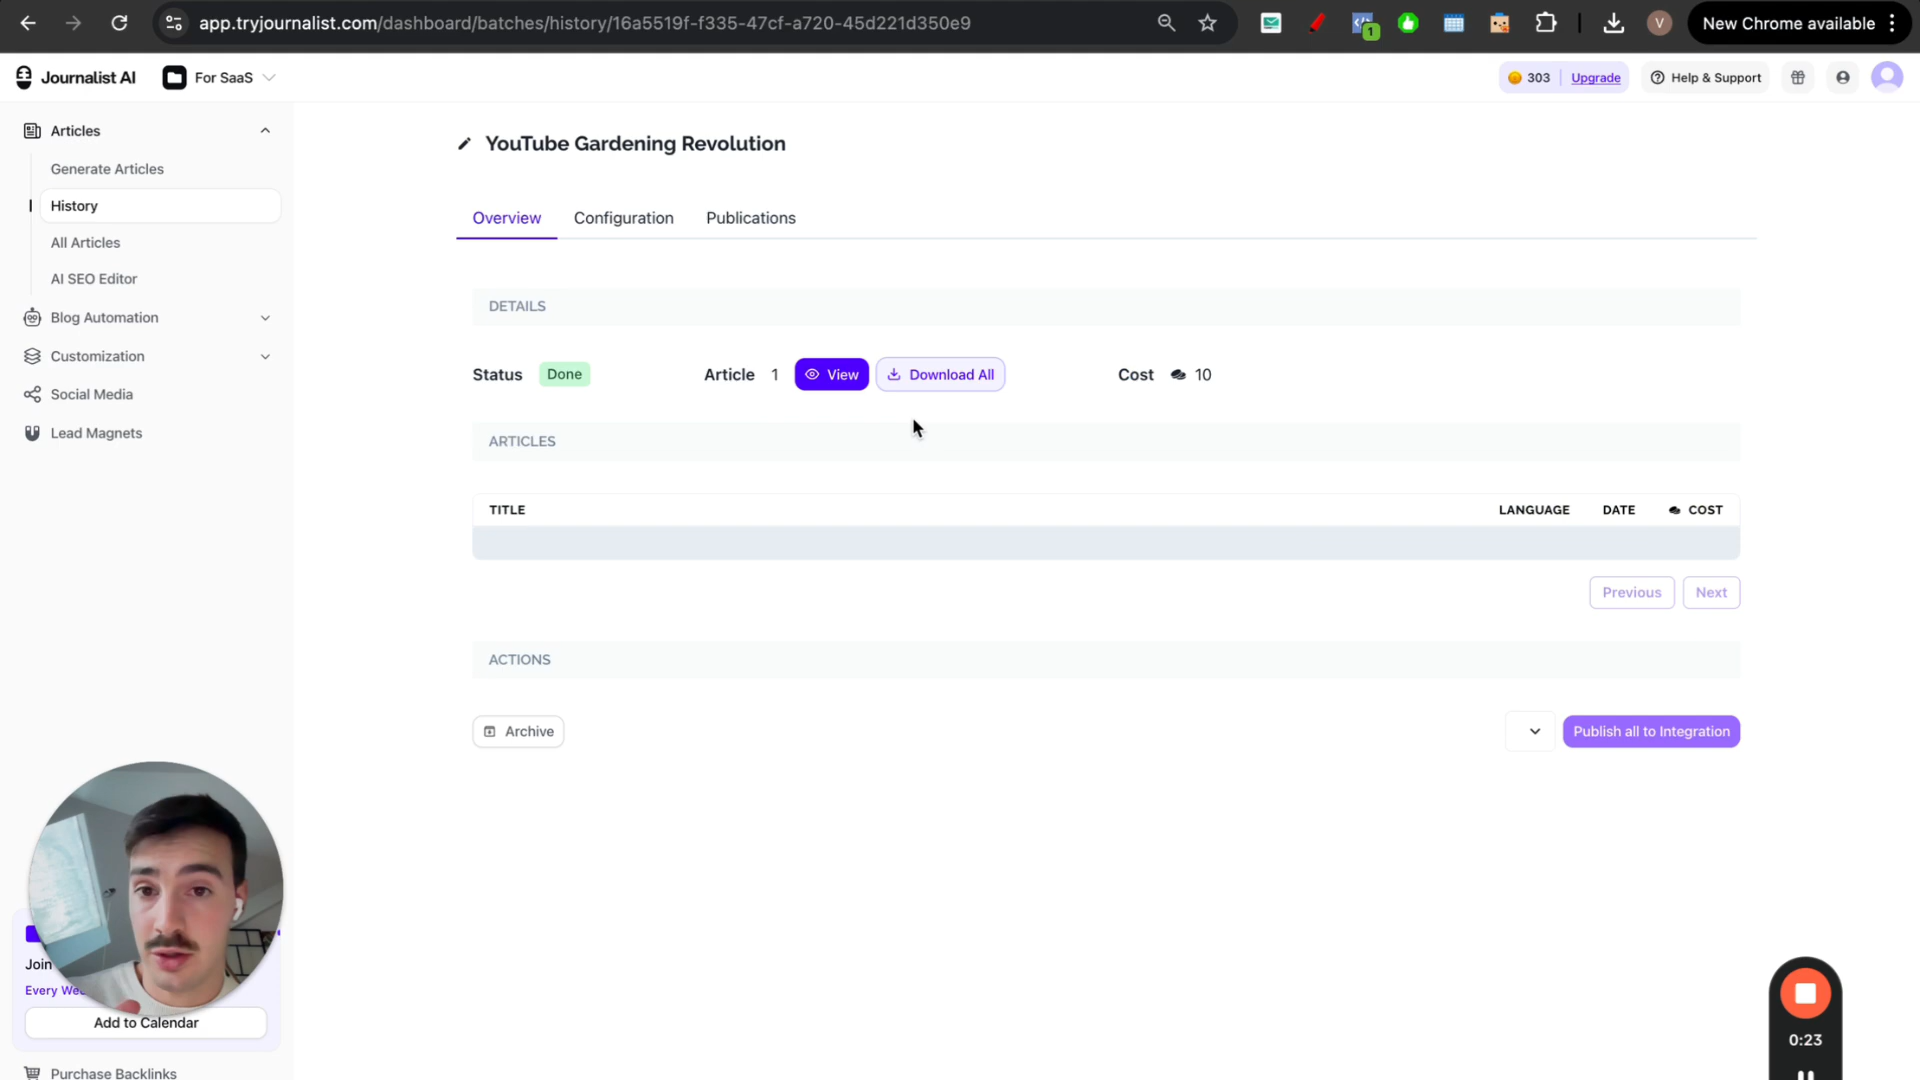 app.tryjournalist.com/dashboard/batches/history/16a5519f-f335-47cf-a720-45d221d350e9
1
V
New Chrome available
Journalist AI
For SaaS
303
Upgrade
Help & Support
Articles
Generate Articles
History
All Articles
AI SEO Editor
Blog Automation
Customization
Social Media
Lead Magnets
YouTube Gardening Revolution
Overview
Configuration
Publications
DETAILS
Status
Done
Article
1
View
Download All
Cost
10
ARTICLES
TITLE
LANGUAGE
DATE
COST
Previous
Next
ACTIONS
Archive
Publish all to Integration
Join
Every
Add to Calendar
Purchase Backlinks
0:23